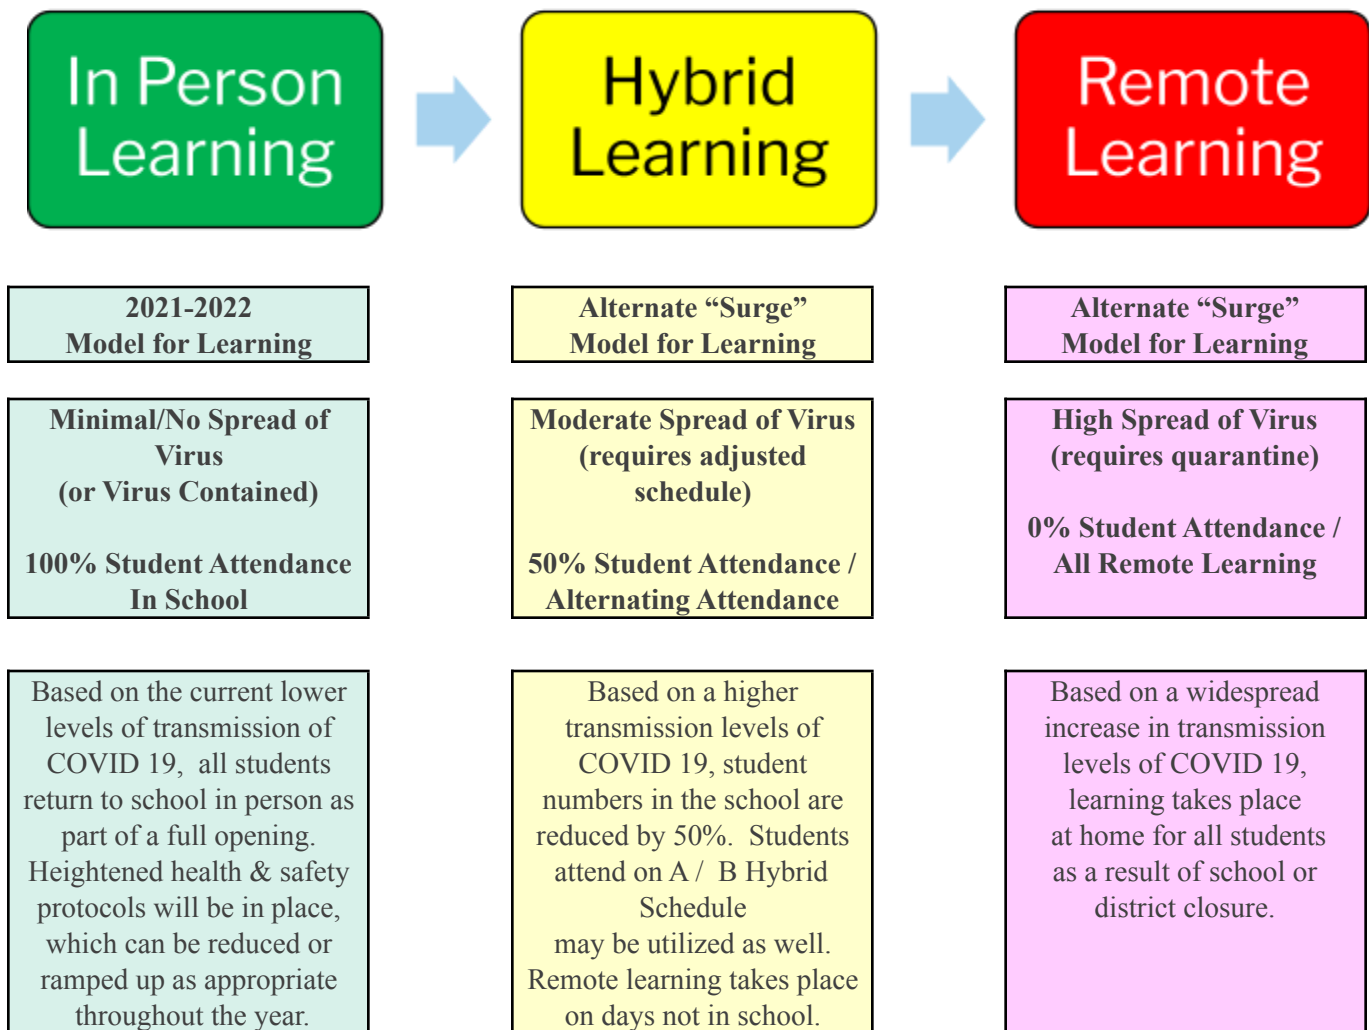 In Person
Learning
Hybrid
Learning
Remote
Learning
2021-2022
Model for Learning
Alternate “Surge”
Model for Learning
Alternate “Surge”
Model for Learning
Minimal/No Spread of
Virus
(or Virus Contained)
100% Student Attendance
In School
Moderate Spread of Virus
(requires adjusted
schedule)
50% Student Attendance /
Alternating Attendance
High Spread of Virus
(requires quarantine)
0% Student Attendance /
All Remote Learning
Based on the current lower
levels of transmission of
COVID 19, all students
return to school in person as
part of a full opening.
Heightened health & safety
protocols will be in place,
which can be reduced or
ramped up as appropriate
throughout the year.
Based on a higher
transmission levels of
COVID 19, student
numbers in the school are
reduced by 50%. Students
attend on A / B Hybrid
Schedule
may be utilized as well.
Remote learning takes place
on days not in school.
Based on a widespread
increase in transmission
levels of COVID 19,
learning takes place
at home for all students
as a result of school or
district closure.